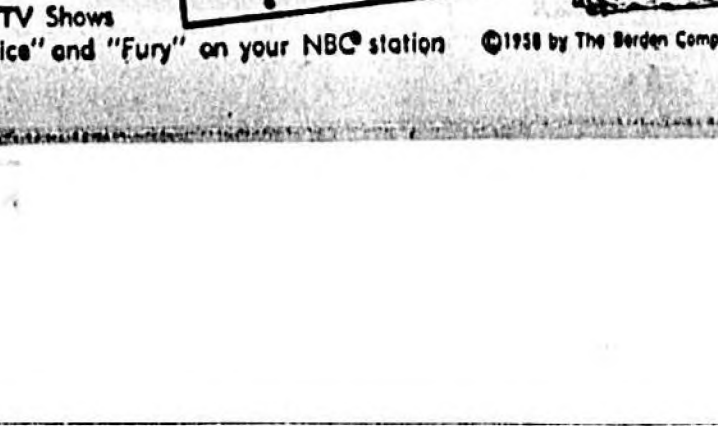 TV Shows
ice" and "Fury" on your NBC station ©1958 by The Borden Comp